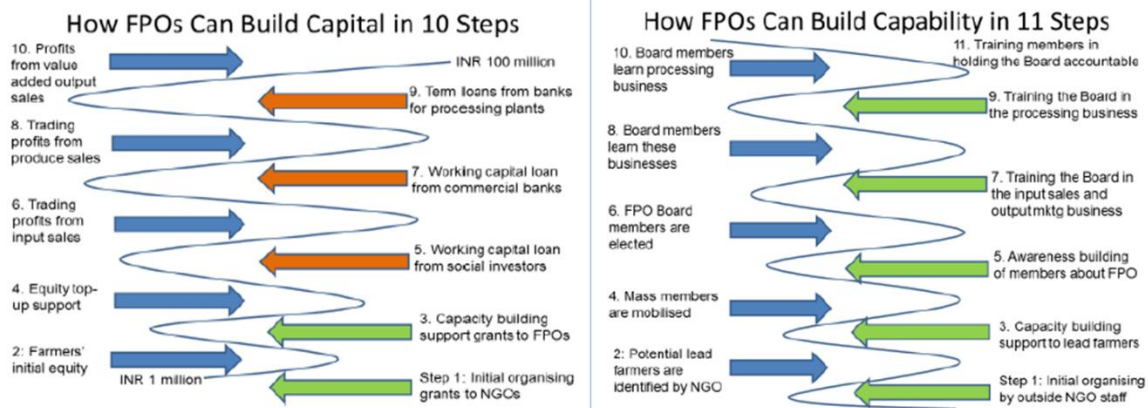 How FPOs Can Build Capital in 10 Steps
10. Profits
from value
added output
sales
INR 100 million
9. Term loans from banks
for processing plants
8. Trading
profits from
produce sales
7. Working capital loan
from commercial banks
6. Trading
profits from
input sales
5. Working capital loan
from social investors
4. Equity top-
up support
3. Capacity building
support grants to FPOs
2: Farmers'
initial equity
INR 1 million
Step 1: Initial organising
grants to NGOs
How FPOs Can Build Capability in 11 Steps
11. Training members in
holding the Board accountable
10. Board members
learn processing
business
9. Training the Board in
the processing business
8. Board members
learn these
businesses
7. Training the Board in
the input sales and
output mktg business
6. FPO Board
members are
elected
5. Awareness building
of members about FPO
4. Mass members
are mobilised
3. Capacity building
support to lead farmers
2: Potential lead
farmers are
identified by NGO
Step 1: Initial organising
by outside NGO staff